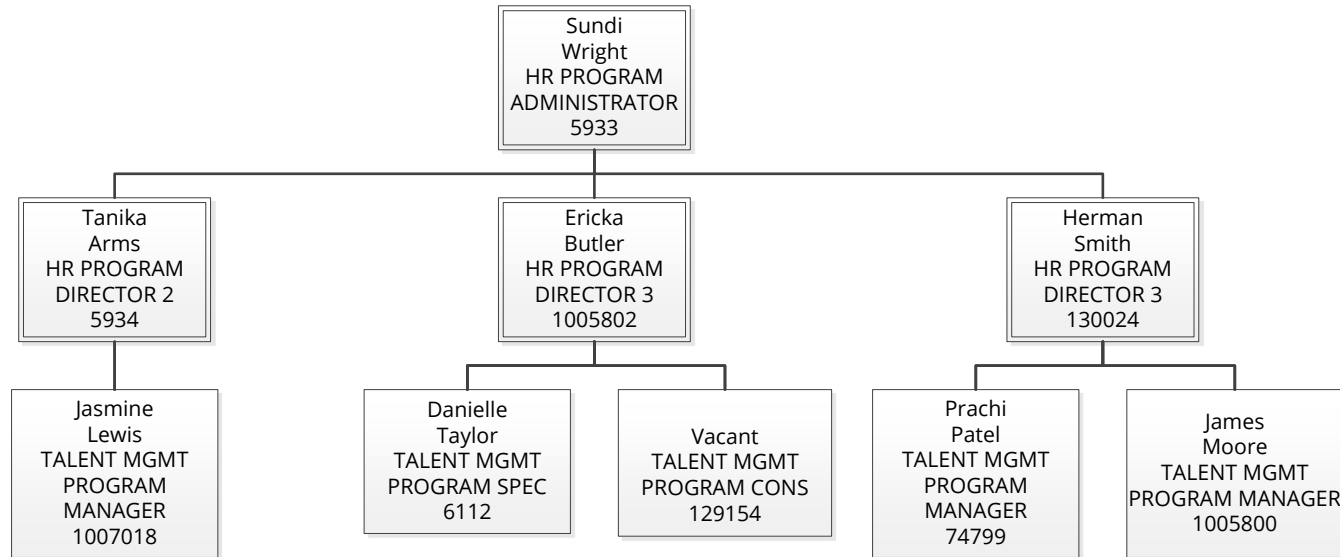 Sundi
Wright
HR PROGRAM
ADMINISTRATOR
5933
Tanika
Arms
HR PROGRAM
DIRECTOR 2
5934
Ericka
Butler
HR PROGRAM
DIRECTOR 3
1005802
Herman
Smith
HR PROGRAM
DIRECTOR 3
130024
Jasmine
Lewis
TALENT MGMT
PROGRAM
MANAGER
1007018
Danielle
Taylor
TALENT MGMT
PROGRAM SPEC
6112
Vacant
TALENT MGMT
PROGRAM CONS
129154
Prachi
Patel
TALENT MGMT
PROGRAM
MANAGER
74799
James
Moore
TALENT MGMT
PROGRAM MANAGER
1005800